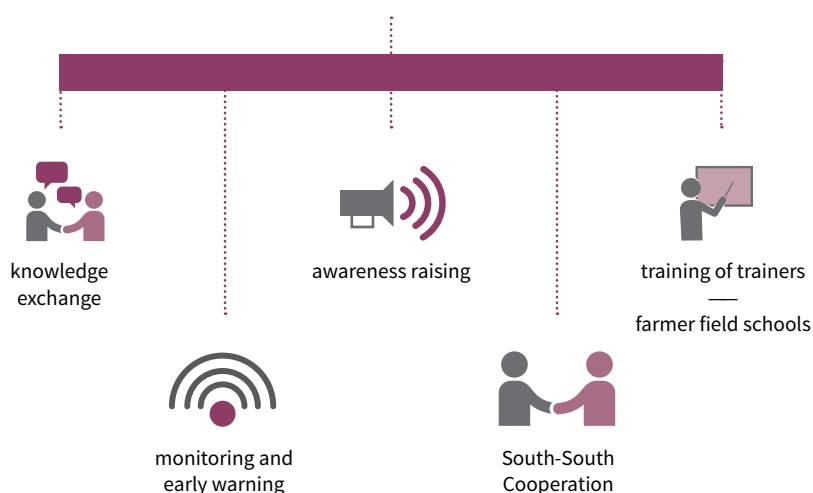 knowledge
exchange
awareness raising
training of trainers
—
farmer field schools
monitoring and
early warning
South-South
Cooperation